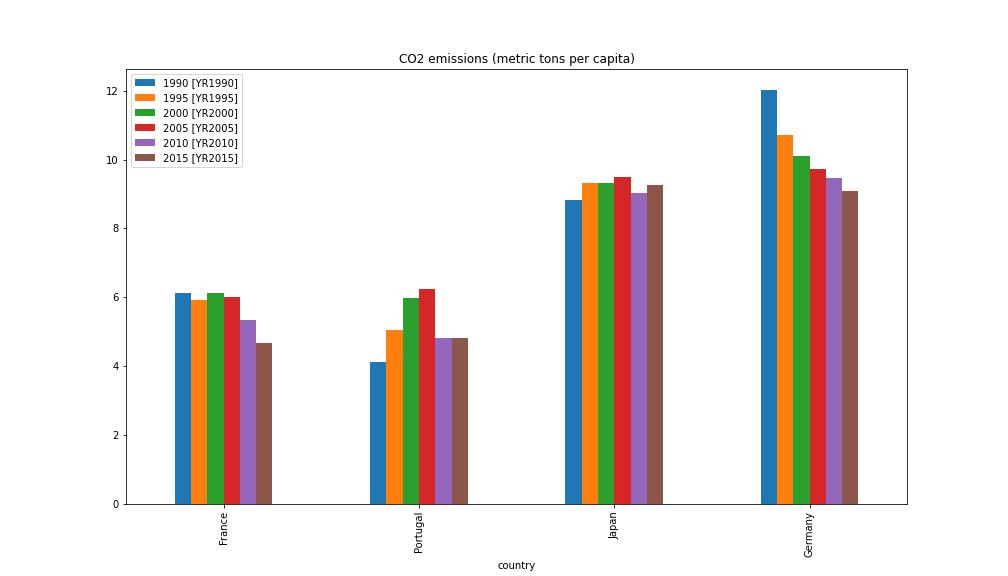 CO2 emissions (metric tons per capita)
1990 [YR1990]
1995 [YR1995]
2000 [YR2000]
2005 [YR2005]
2010 [YR2010]
2015 [YR2015]
12
10
8
6
4
2
0
France
Portugal
Japan
Germany
country